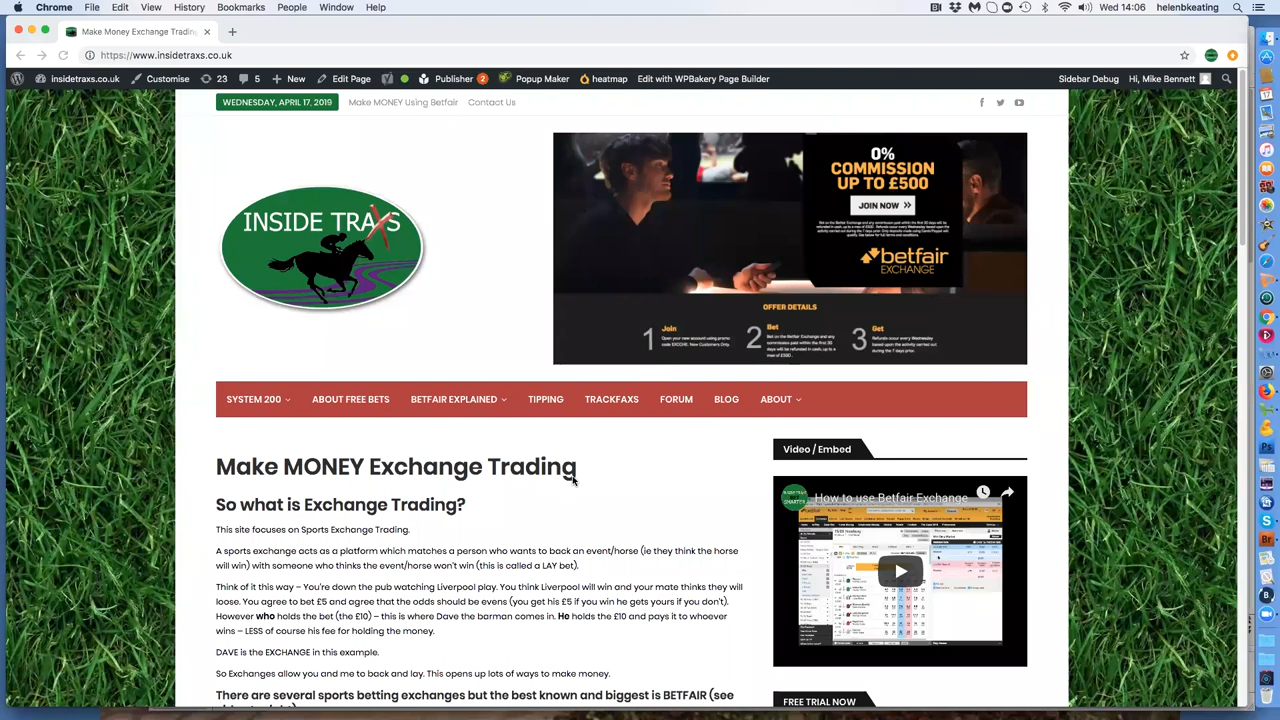 Chrome File Edit View History Bookmarks People Window Help Wed 14:06 helenbkeating
Make Money Exchange Trading
https://www.insidetraxs.co.uk
insidetraxs.co.uk Customise 23 5 New Edit Page Publisher 2 Popup Maker heatmap Edit with WPBakery Page Builder Sidebar Debug Hi, Mike Bennett
WEDNESDAY, APRIL 17, 2019 Make MONEY Using Betfair Contact Us
0%
COMMISSION
UP TO £500
JOIN NOW »
betfair
EXCHANGE
OFFER DETAILS
1 Join
2 Bet
3 Get
INSIDE TRAXS
SYSTEM 200 ABOUT FREE BETS BETFAIR EXPLAINED TIPPING TRACKFAXS FORUM BLOG ABOUT
Make MONEY Exchange Trading
So what is Exchange Trading?
This focuses on Sports Exchange Trading.
A sports exchange acts as a platform which matches a person who wants to back an event/horse (ie they think the horse
will win) with someone who thinks the event/horse won't win (this is called a LAY bet).
Think of it this way – you're down the pub watching Liverpool play. You think Liverpool will win and your mate thinks they will
loose. You agree to bet £5 and agree that the odds should be evens (you get his £5 if you win he gets yours if you don't).
However who holds the bet (the £10) – this is where Dave the barman comes in. He holds the £10 and pays it to whoever
wins – LESS of course his fee for holding the money.
DAVE is the EXCHANGE in this example.
So Exchanges allow you and me to back and lay. This opens up lots of ways to make money.
There are several sports betting exchanges but the best known and biggest is BETFAIR (see
Video / Embed
How to use Betfair Exchange
FREE TRIAL NOW